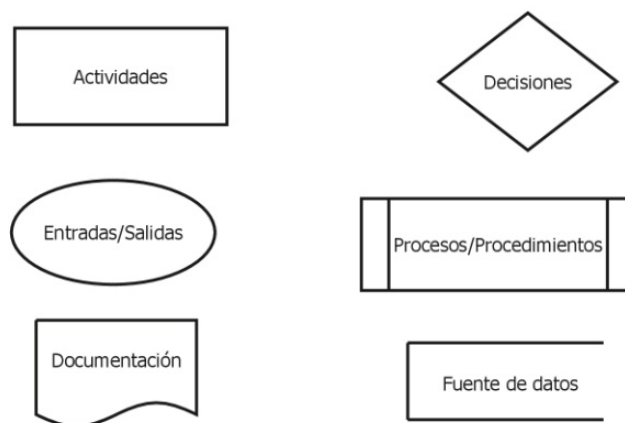 Actividades
Decisiones
Entradas/Salidas
Procesos/Procedimientos
Documentación
Fuente de datos